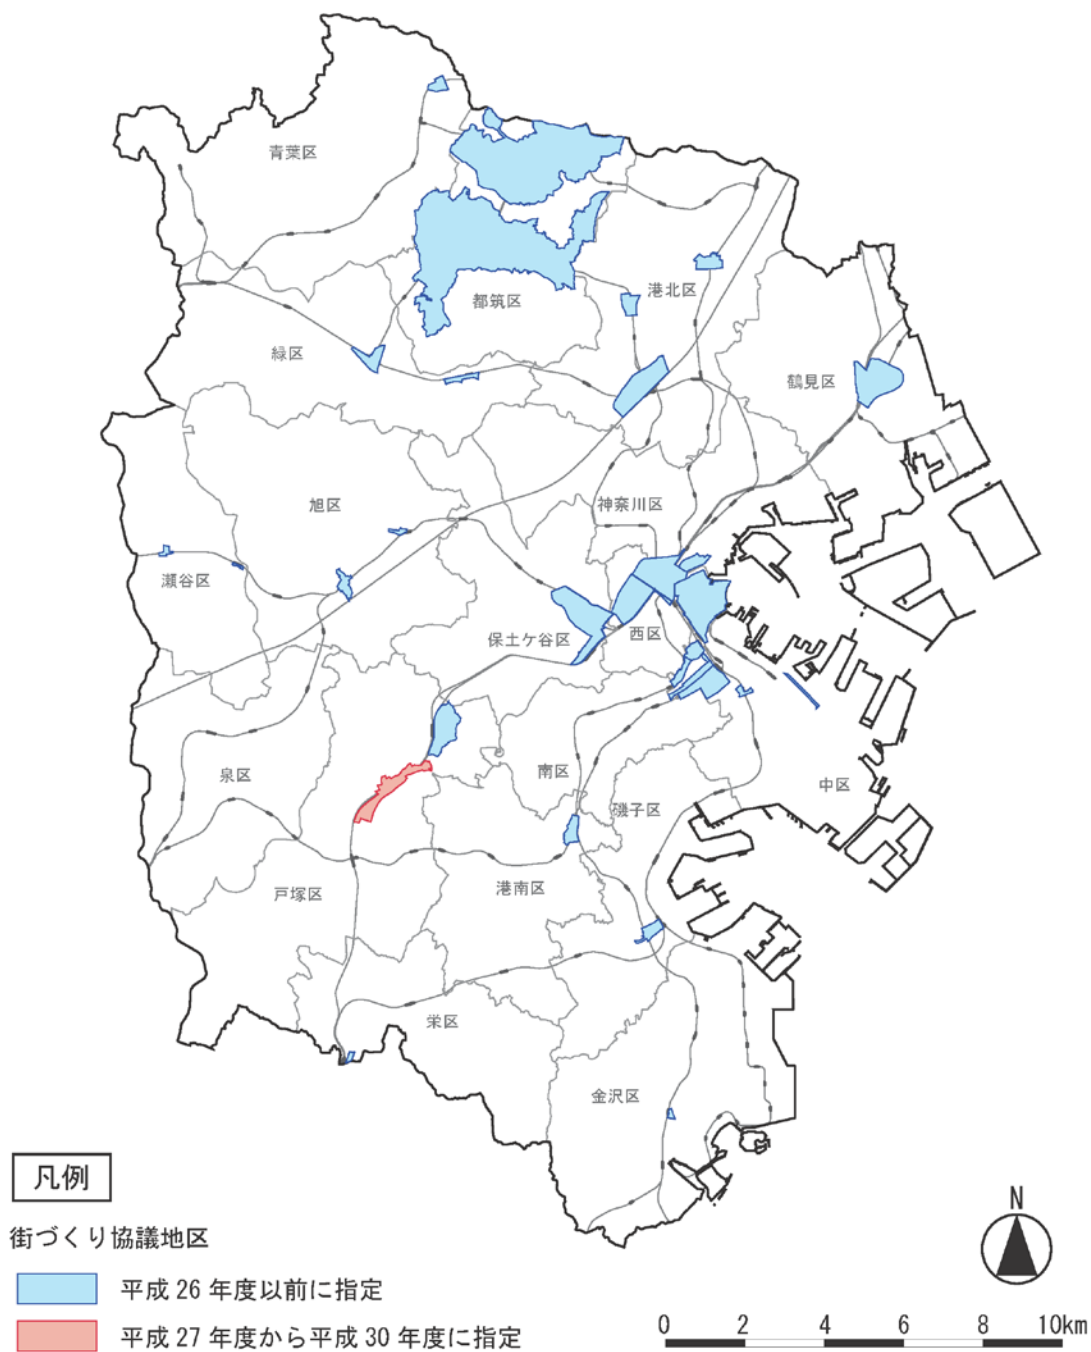 青葉区
港北区
都筑区
緑区
鶴見区
神奈川区
旭区
瀬谷区
保土ケ谷区
西区
泉区
南区
中区
磯子区
戸塚区
港南区
栄区
金沢区
凡例
街づくり協議地区
平成 26 年度以前に指定
平成 27 年度から平成 30 年度に指定
N
0 2 4 6 8 10km